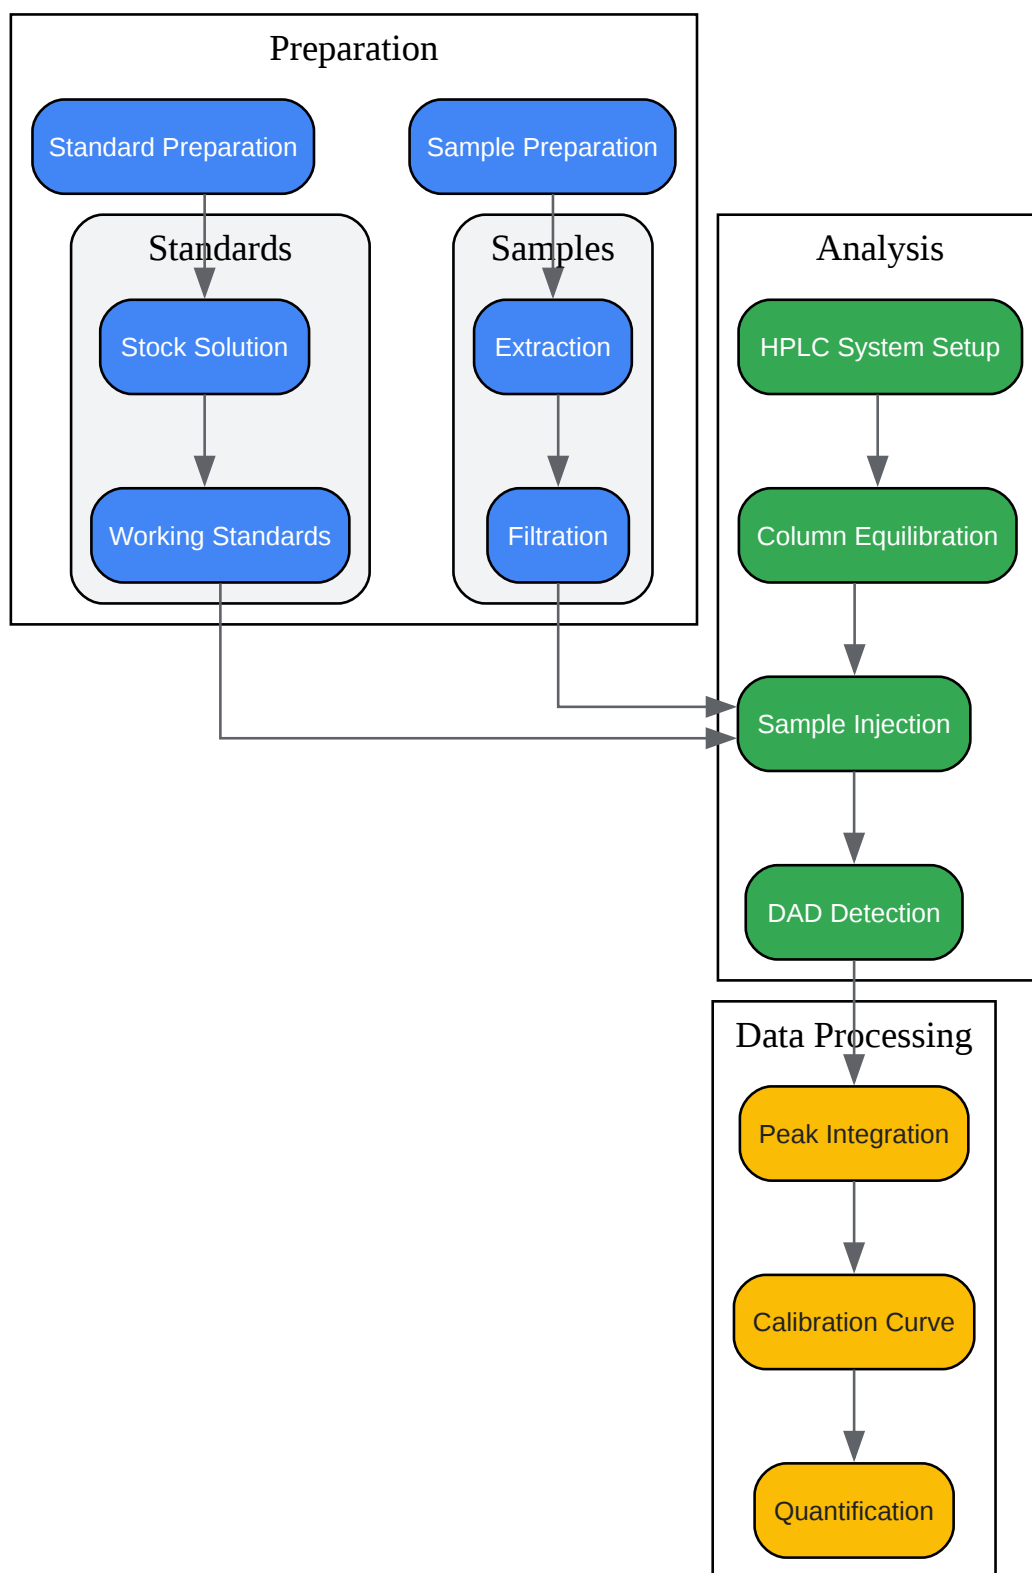 Preparation
Standard Preparation
Sample Preparation
Standards
Samples
Stock Solution
Extraction
Working Standards
Filtration
Analysis
HPLC System Setup
Column Equilibration
Sample Injection
DAD Detection
Data Processing
Peak Integration
Calibration Curve
Quantification